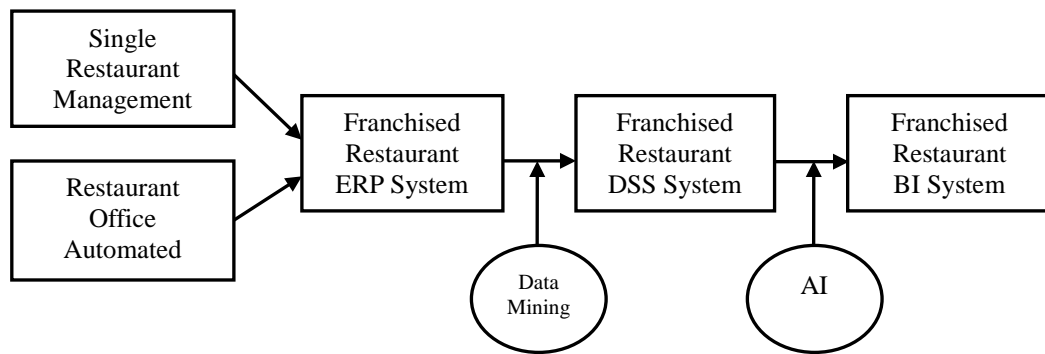 Single
Restaurant
Management
Restaurant
Office
Automated
Franchised
Restaurant
ERP System
Data
Mining
Franchised
Restaurant
DSS System
AI
Franchised
Restaurant
BI System